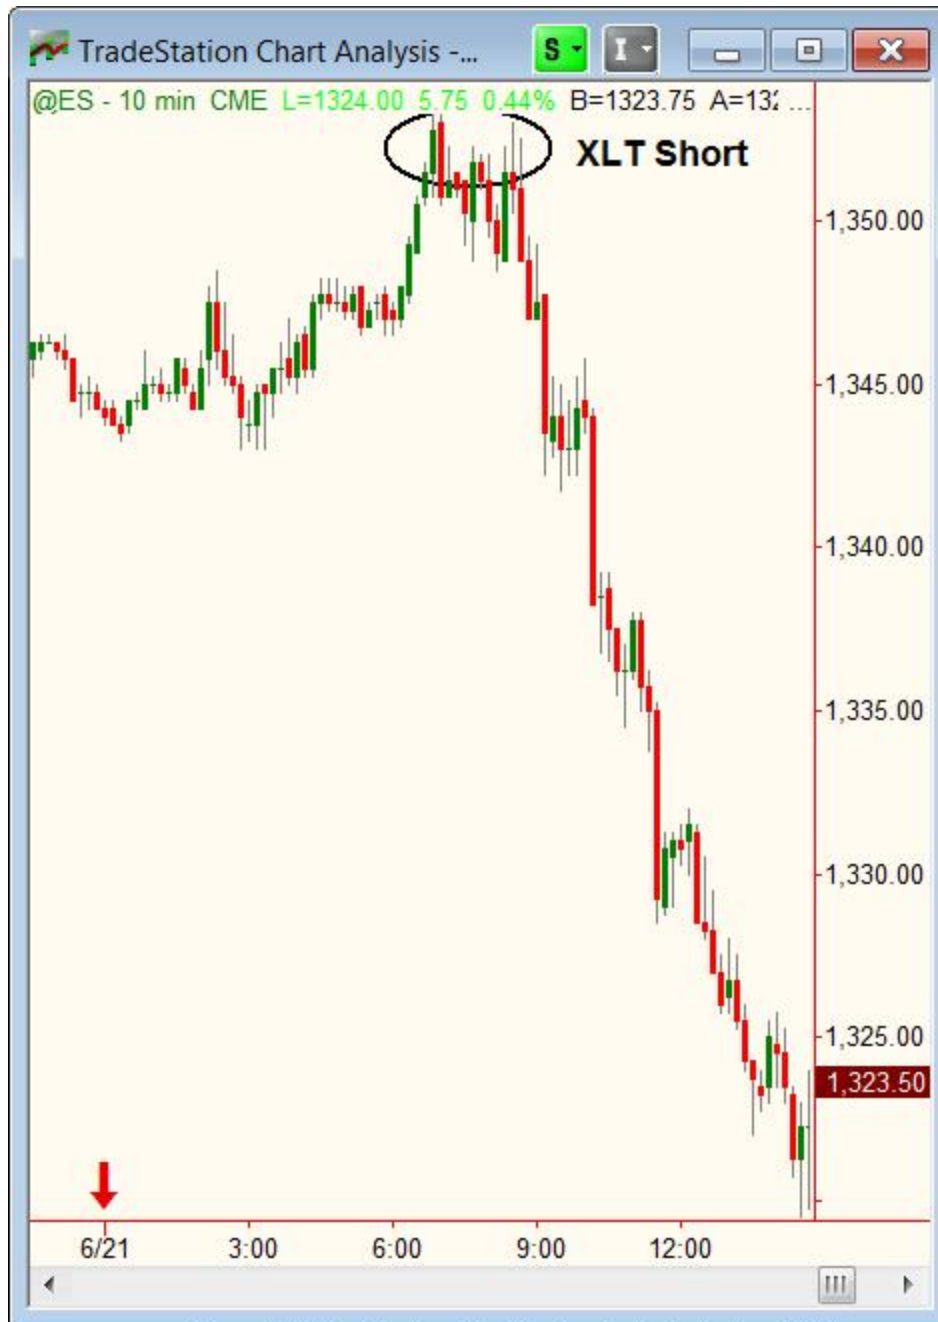 TradeStation Chart Analysis -...
S I
@ES - 10 min CME L=1324.00 5.75 0.44% B=1323.75 A=132 ...
XLT Short
1,350.00
1,345.00
1,340.00
1,335.00
1,330.00
1,325.00
1,323.50
6/21 3:00 6:00 9:00 12:00